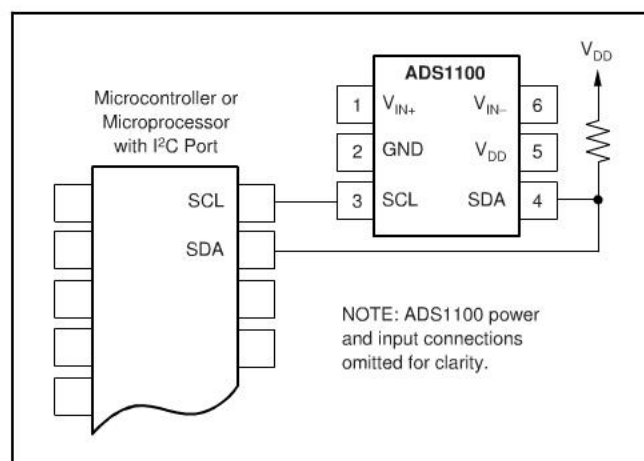 V_DD
ADS1100
Microcontroller or
Microprocessor
with I²C Port
1 V_IN+ V_IN– 6
2 GND V_DD 5
SCL 3 SCL SDA 4
SDA
NOTE: ADS1100 power
and input connections
omitted for clarity.